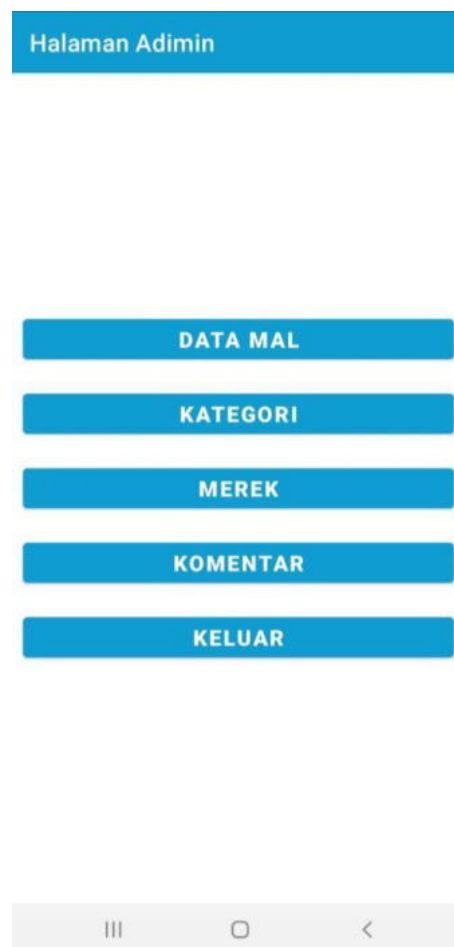 Halaman Adimin
DATA MAL
KATEGORI
MEREK
KOMENTAR
KELUAR